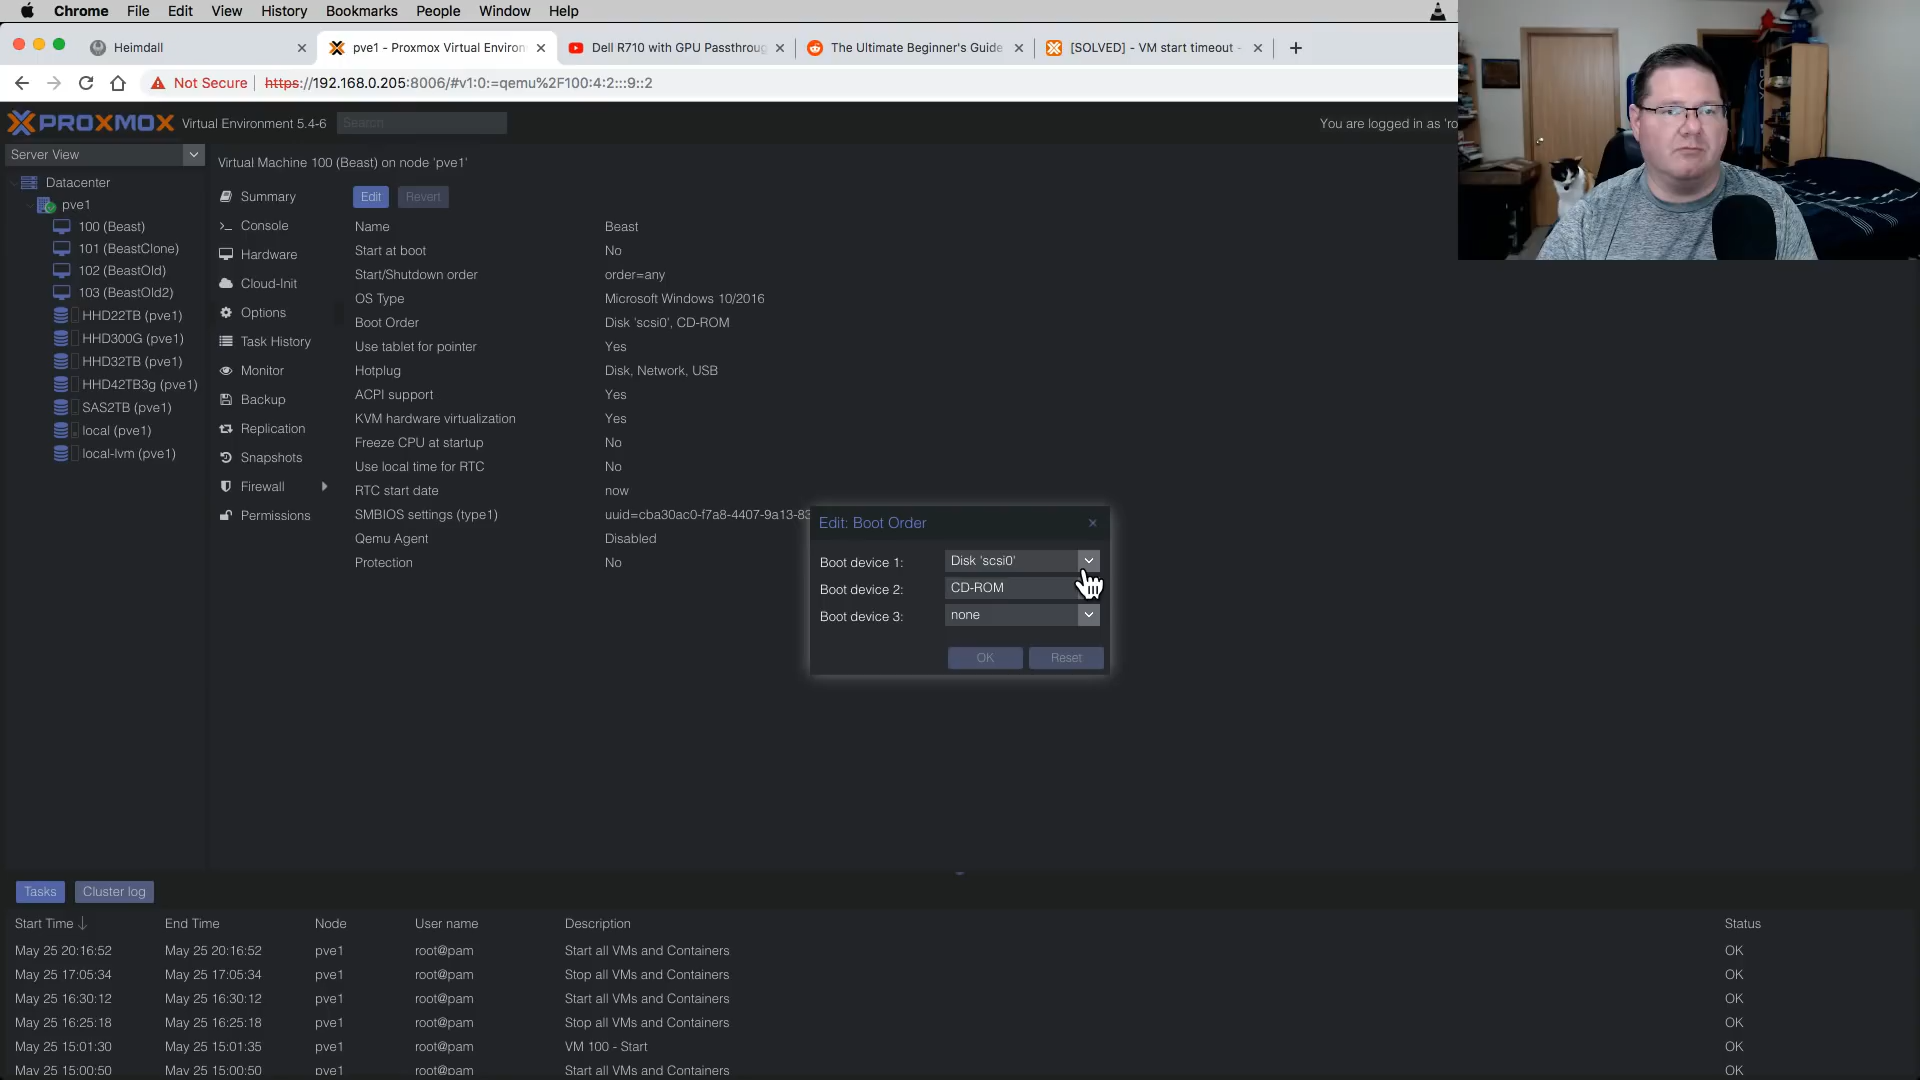 Chrome File Edit View History Bookmarks People Window Help
Heimdall
pve1 - Proxmox Virtual Environ
Dell R710 with GPU Passthroug
The Ultimate Beginner's Guide
[SOLVED] - VM start timeout -
Not Secure https://192.168.0.205:8006/#v1:0:=qemu%2F100:4:2:::9::2
PROXMOX Virtual Environment 5.4-6 Search You are logged in as 'ro
Server View
Datacenter
pve1
100 (Beast)
101 (BeastClone)
102 (BeastOld)
103 (BeastOld2)
HHD22TB (pve1)
HHD300G (pve1)
HHD32TB (pve1)
HHD42TB3g (pve1)
SAS2TB (pve1)
local (pve1)
local-lvm (pve1)
Virtual Machine 100 (Beast) on node 'pve1'
Summary
Console
Hardware
Cloud-Init
Options
Task History
Monitor
Backup
Replication
Snapshots
Firewall
Permissions
Edit Revert
Name Beast
Start at boot No
Start/Shutdown order order=any
OS Type Microsoft Windows 10/2016
Boot Order Disk 'scsi0', CD-ROM
Use tablet for pointer Yes
Hotplug Disk, Network, USB
ACPI support Yes
KVM hardware virtualization Yes
Freeze CPU at startup No
Use local time for RTC No
RTC start date now
SMBIOS settings (type1) uuid=cba30ac0-f7a8-4407-9a13-83
Qemu Agent Disabled
Protection No
Edit: Boot Order
Boot device 1: Disk 'scsi0'
Boot device 2: CD-ROM
Boot device 3: none
OK Reset
Tasks Cluster log
Start Time End Time Node User name Description Status
May 25 20:16:52 May 25 20:16:52 pve1 root@pam Start all VMs and Containers OK
May 25 17:05:34 May 25 17:05:34 pve1 root@pam Stop all VMs and Containers OK
May 25 16:30:12 May 25 16:30:12 pve1 root@pam Start all VMs and Containers OK
May 25 16:25:18 May 25 16:25:18 pve1 root@pam Stop all VMs and Containers OK
May 25 15:01:30 May 25 15:01:35 pve1 root@pam VM 100 - Start OK
May 25 15:00:50 May 25 15:00:50 pve1 root@pam Start all VMs and Containers OK